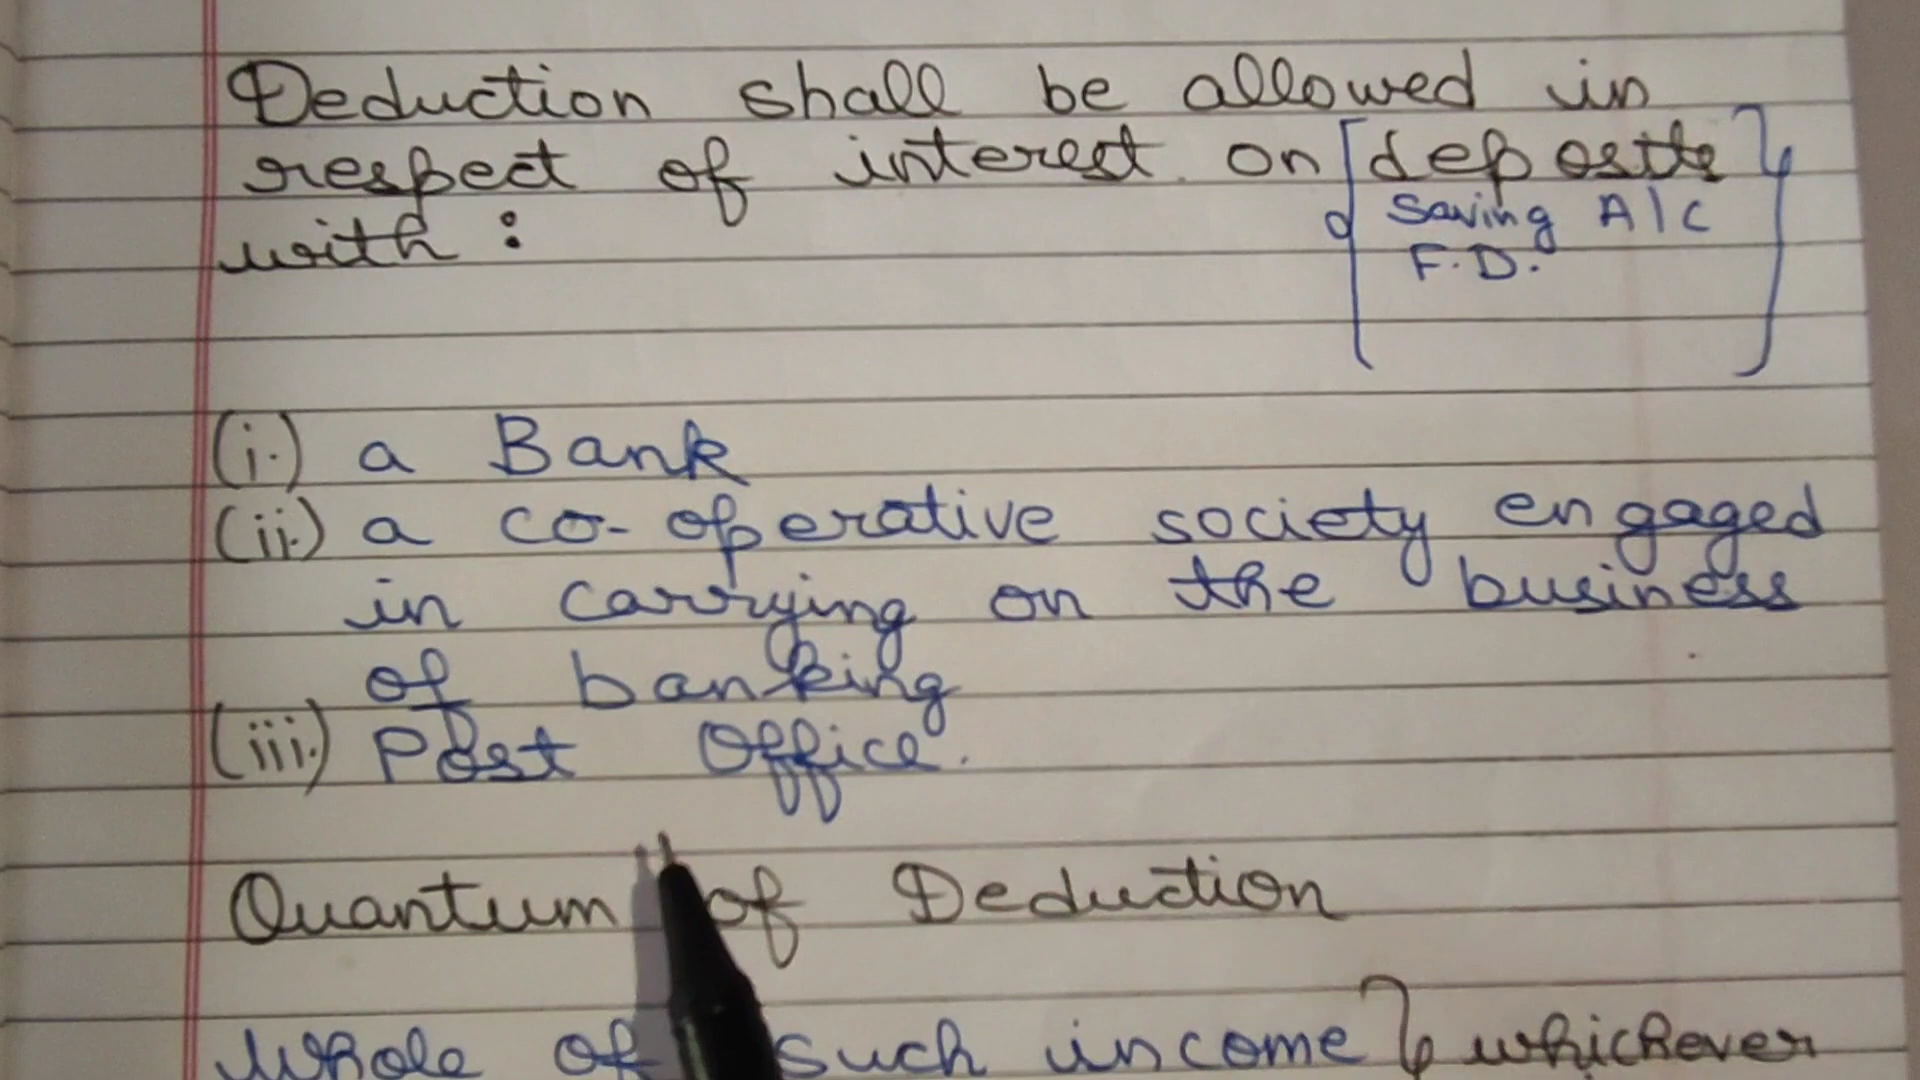 Deduction shall be allowed in
respect of interest on [deposits}
with :
Saving A/C
F.D.
(i.) a Bank
(ii.) a co-operative society engaged
in carrying on the business
of banking
(iii.) Post Office.
Quantum of Deduction
Whole of such income } whichever